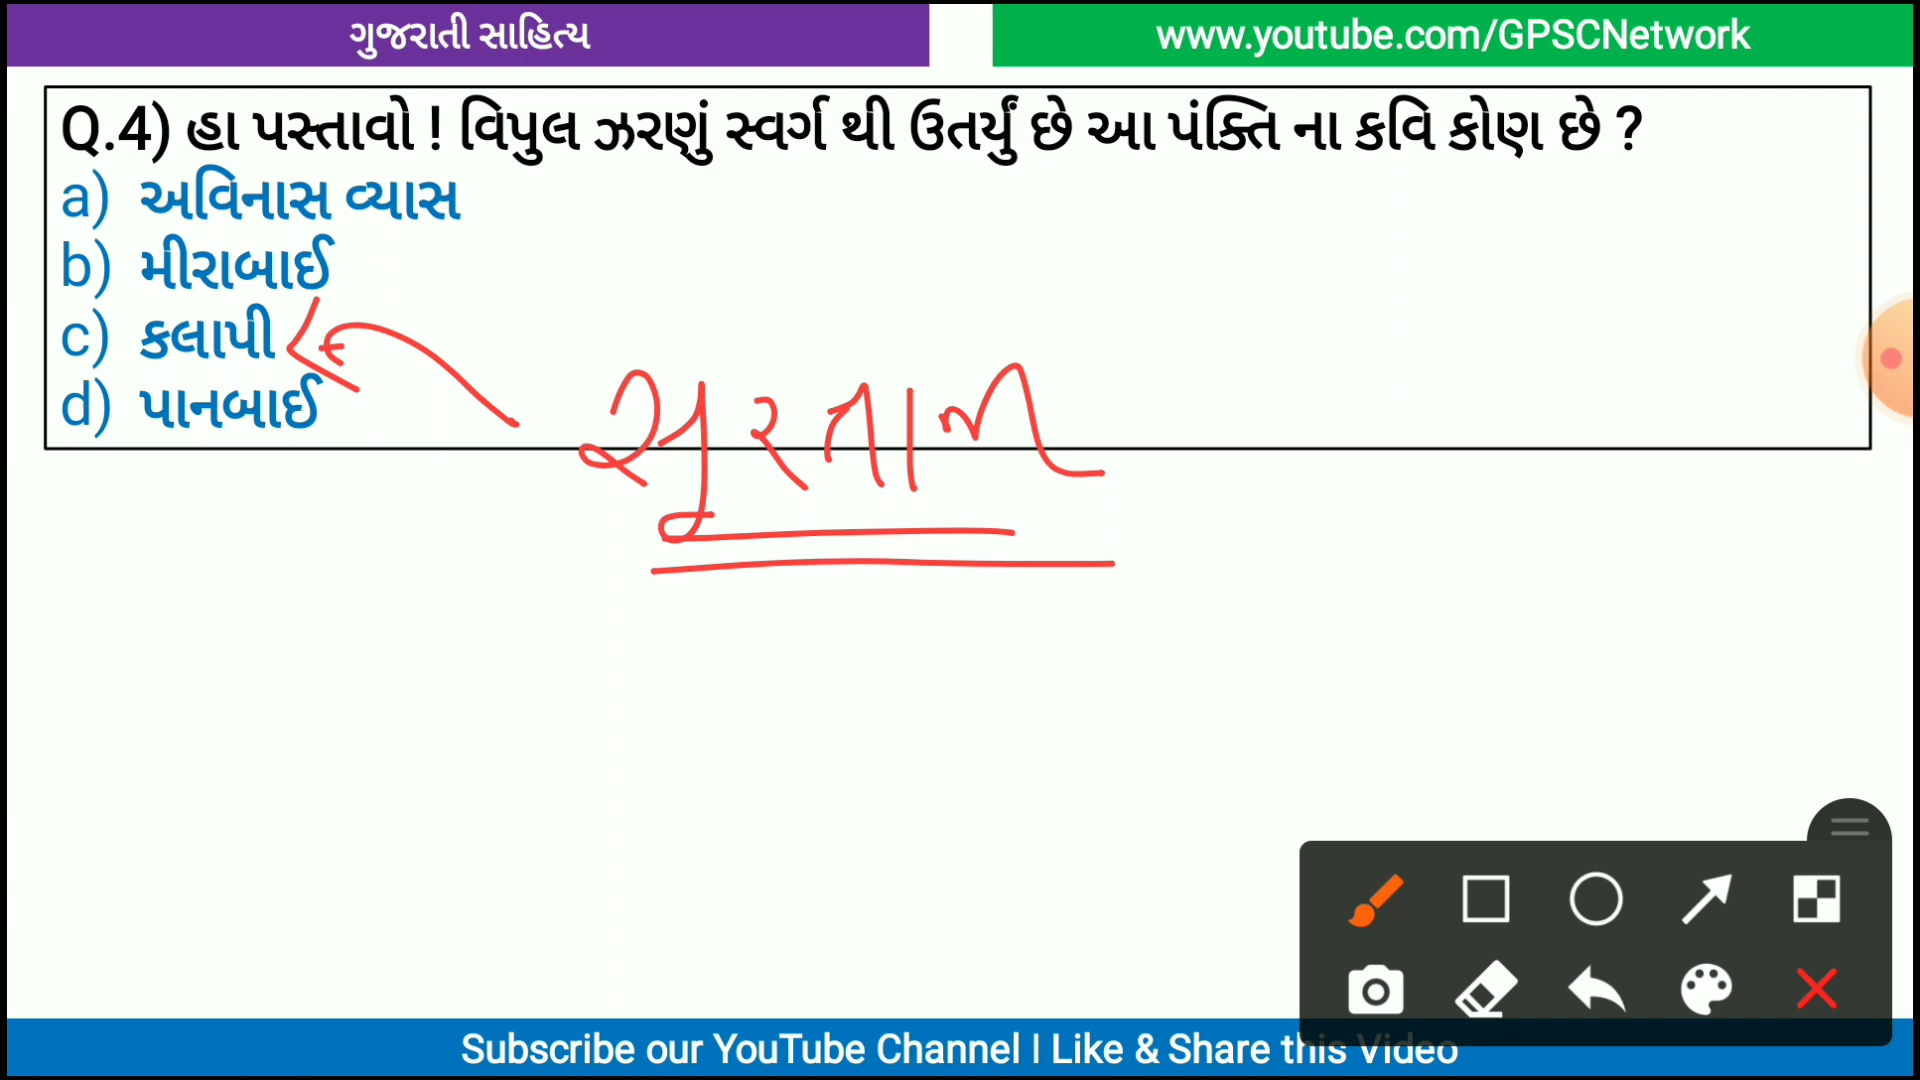 ગુજરાતી સાહિત્ય
www.youtube.com/GPSCNetwork
Q.4) હા પસ્તાવો ! વિપુલ ઝરણું સ્વર્ગ થી ઉતર્યું છે આ પંક્તિ ના કવિ કોણ છે ?
a) અવિનાસ વ્યાસ
b) મીરાબાઈ
c) કલાપી
d) પાનબાઈ
Subscribe our YouTube Channel I Like & Share this Video